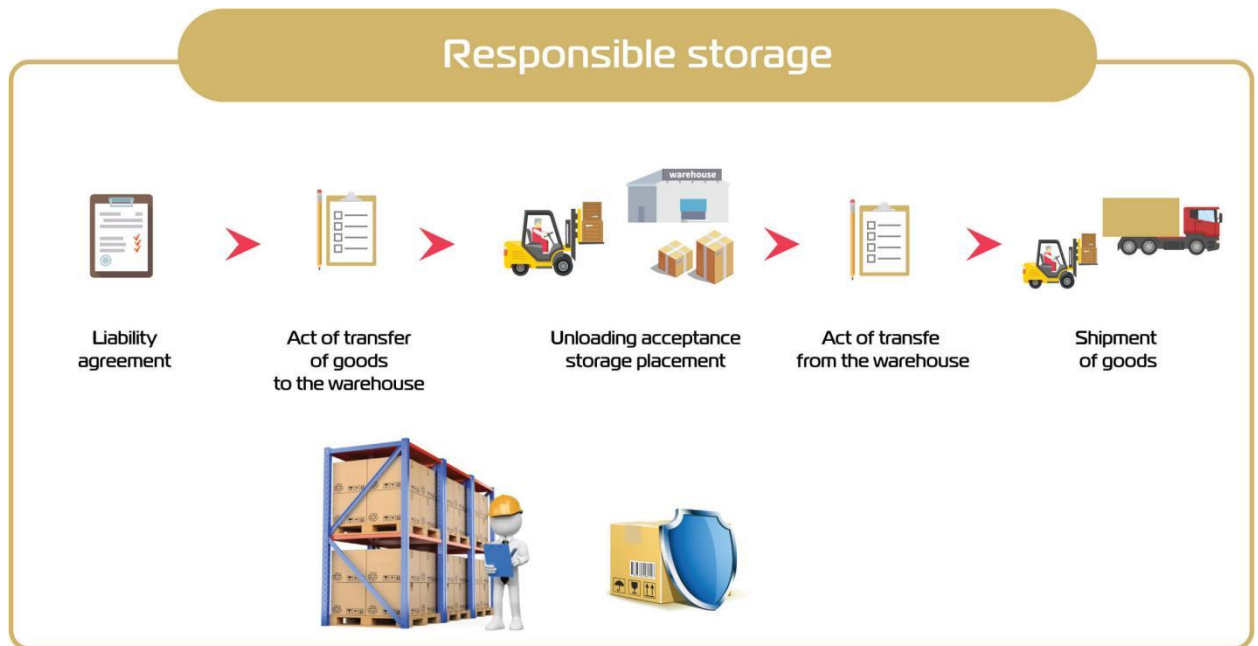 Responsible storage
warehouse
Liability
agreement
Act of transfer
of goods
to the warehouse
Unloading acceptance
storage placement
Act of transfe
from the warehouse
Shipment
of goods